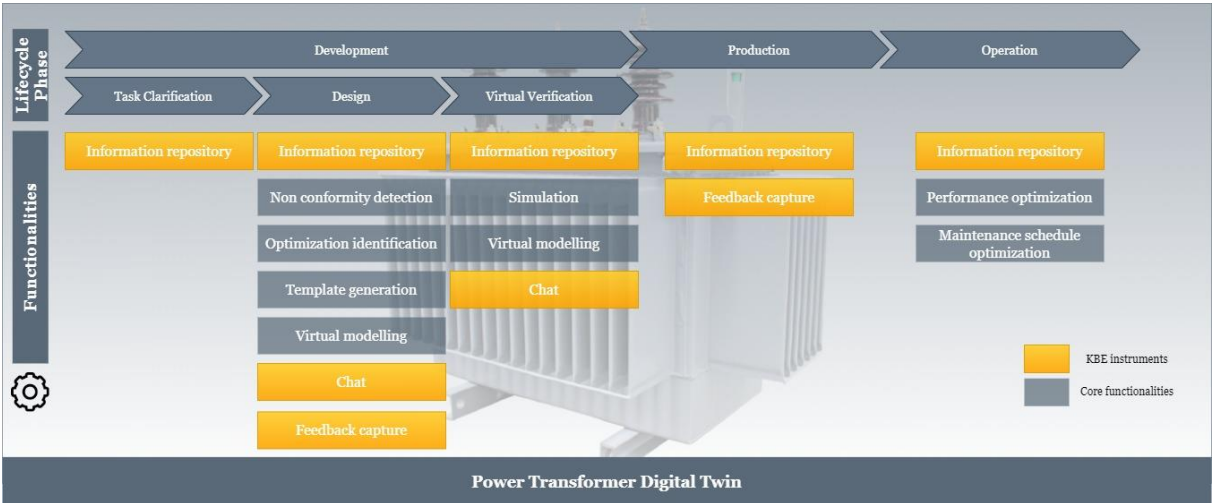 Lifecycle
Phase
Development
Production
Operation
Task Clarification
Design
Virtual Verification
Functionalities
Information repository
Information repository
Information repository
Information repository
Information repository
Non conformity detection
Simulation
Feedback capture
Performance optimization
Optimization identification
Virtual modelling
Maintenance schedule
optimization
Template generation
Chat
Virtual modelling
Chat
Feedback capture
KBE instruments
Core functionalities
Power Transformer Digital Twin